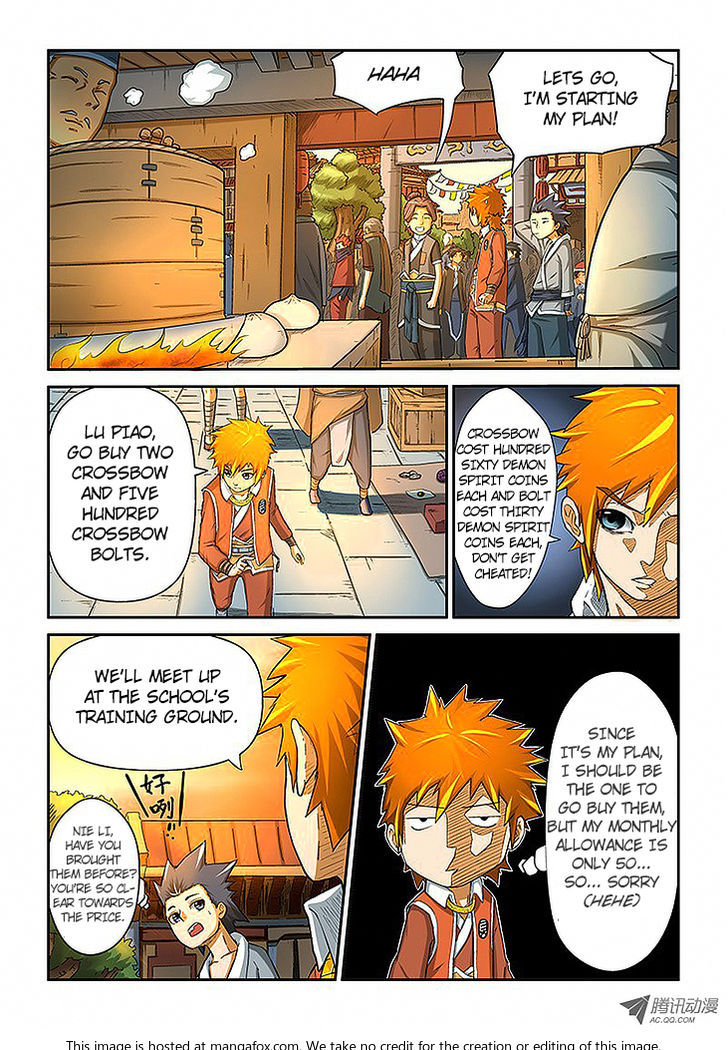 HAHA
LETS GO,
I'M STARTING
MY PLAN!
LU PIAO,
GO BUY TWO
CROSSBOW
AND FIVE
HUNDRED
CROSSBOW
BOLTS.
CROSSBOW
COST HUNDRED
SIXTY DEMON
SPIRIT COINS
EACH AND BOLT
COST THIRTY
DEMON SPIRIT
COINS EACH,
DON'T GET
CHEATED!
WE'LL MEET UP
AT THE SCHOOL'S
TRAINING GROUND.
好
咧!!
NIE LI,
HAVE YOU
BROUGHT
THEM BEFORE?
YOU'RE SO CL-
EAR TOWARDS
THE PRICE.
SINCE
IT'S MY PLAN,
I SHOULD BE
THE ONE TO
GO BUY THEM,
BUT MY MONTHLY
ALLOWANCE IS
ONLY SO...
SO... SORRY
(HEHE)
腾讯动漫
AC.QQ.COM
This image is hosted at mangafox.com. We take no credit for the creation or editing of this image.